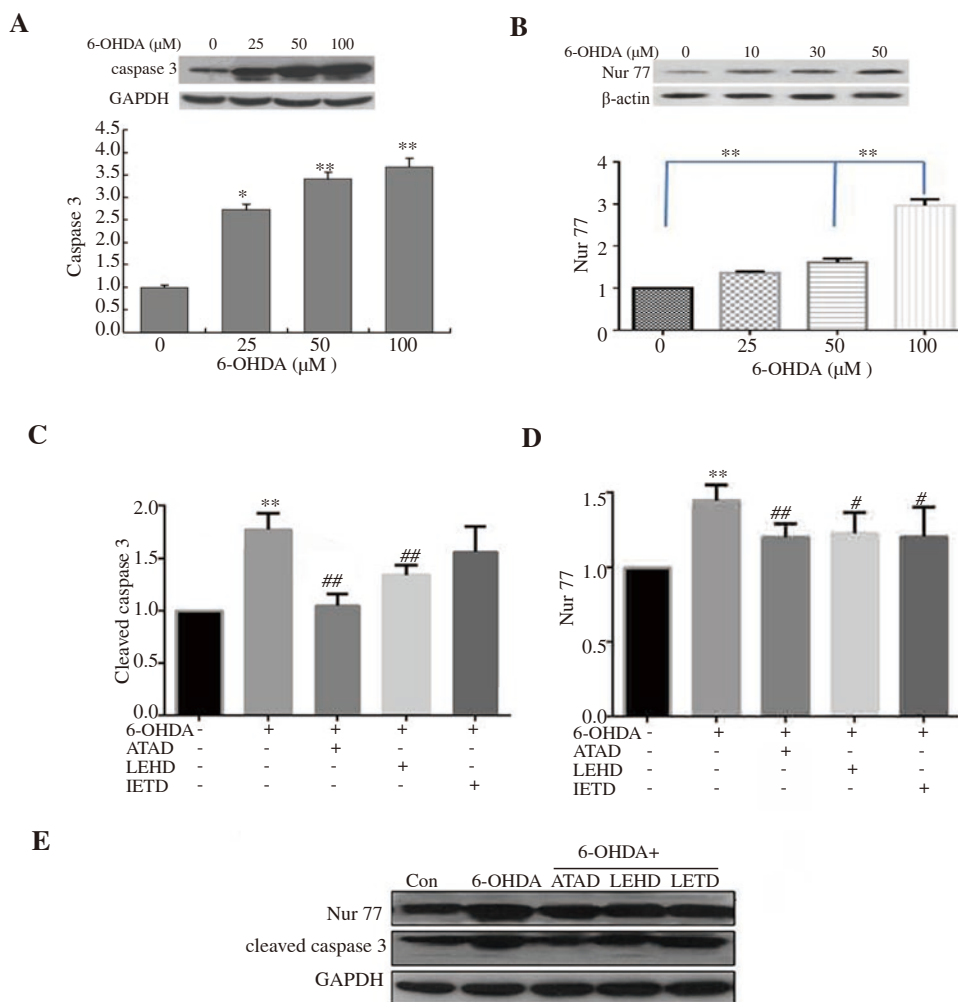 A
6-OHDA (μM) 0 25 50 100
caspase 3
GAPDH
4.5
4.0
3.5
3.0
2.5
2.0
1.5
1.0
0.5
0.0
Caspase 3
*
**
**
0 25 50 100
6-OHDA (μM )
B
6-OHDA (μM) 0 10 30 50
Nur 77
β-actin
4
3
2
1
0
Nur 77
** **
0 25 50 100
6-OHDA (μM )
C
2.0
1.5
1.0
0.5
0.0
Cleaved caspase 3
**
##
##
6-OHDA - + + + +
ATAD - - + - -
LEHD - - - + -
IETD - - - - +
D
1.5
1.0
0.5
0.0
Nur 77
**
##
#
#
6-OHDA - + + + +
ATAD - - + - -
LEHD - - - + -
IETD - - - - +
E
6-OHDA+
Con 6-OHDA ATAD LEHD LETD
Nur 77
cleaved caspase 3
GAPDH